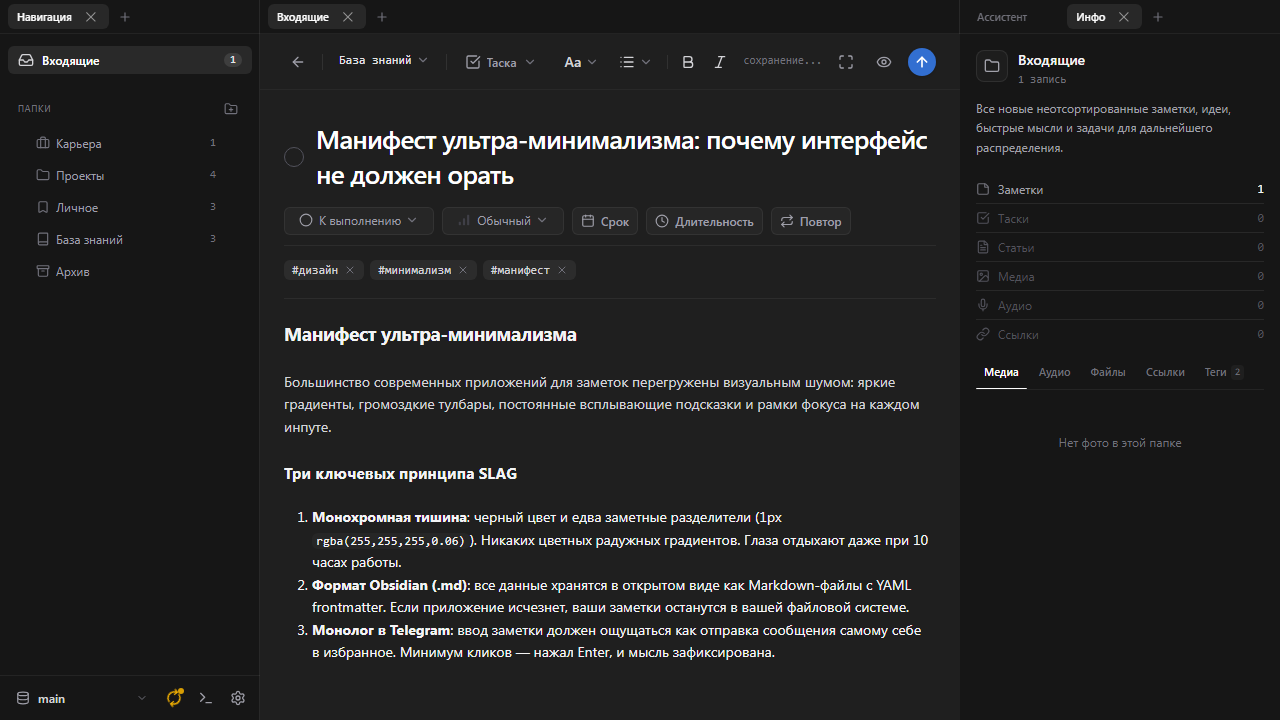 Навигация
Входящие 1
ПАПКИ
Карьера 1
Проекты 4
Личное 3
База знаний 3
Архив
main
Входящие
База знаний
Таска
Aa
B I
сохранение...
Манифест ультра-минимализма: почему интерфейс
не должен орать
К выполнению
Обычный
Срок
Длительность
Повтор
#дизайн
#минимализм
#манифест
Манифест ультра-минимализма
Большинство современных приложений для заметок перегружены визуальным шумом: яркие
градиенты, громоздкие тулбары, постоянные всплывающие подсказки и рамки фокуса на каждом
инпуте.
Три ключевых принципа SLAG
1. Монохромная тишина: черный цвет и едва заметные разделители (1px
rgba(255,255,255,0.06) ). Никаких цветных радужных градиентов. Глаза отдыхают даже при 10
часах работы.
2. Формат Obsidian (.md): все данные хранятся в открытом виде как Markdown-файлы с YAML
frontmatter. Если приложение исчезнет, ваши заметки останутся в вашей файловой системе.
3. Монолог в Telegram: ввод заметки должен ощущаться как отправка сообщения самому себе
в избранное. Минимум кликов — нажал Enter, и мысль зафиксирована.
Ассистент
Инфо
Входящие
1 запись
Все новые неотсортированные заметки, идеи,
быстрые мысли и задачи для дальнейшего
распределения.
Заметки 1
Таски 0
Статьи 0
Медиа 0
Аудио 0
Ссылки 0
Медиа Аудио Файлы Ссылки Теги 2
Нет фото в этой папке